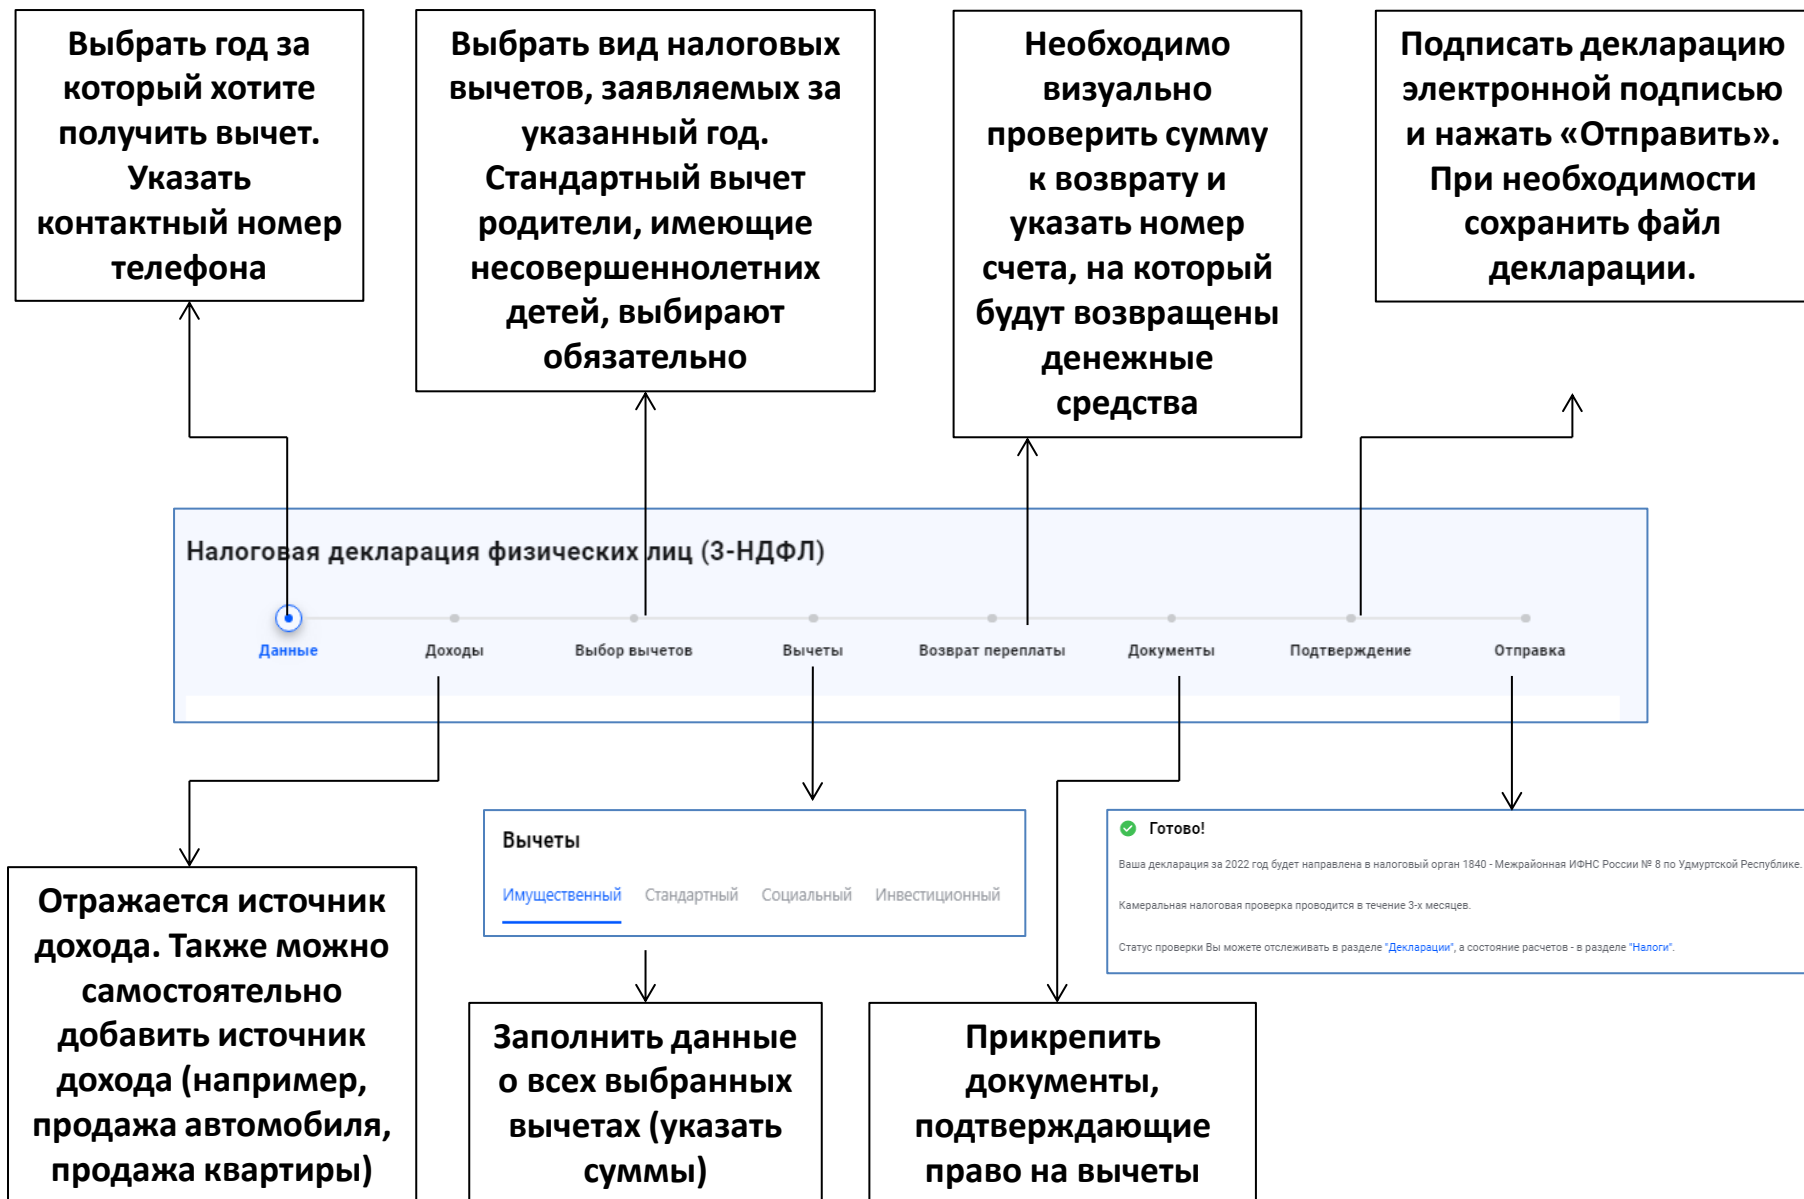 Выбрать год за
который хотите
получить вычет.
Указать
контактный номер
телефона
Выбрать вид налоговых
вычетов, заявляемых за
указанный год.
Стандартный вычет
родители, имеющие
несовершеннолетних
детей, выбирают
обязательно
Необходимо
визуально
проверить сумму
к возврату и
указать номер
счета, на который
будут возвращены
денежные
средства
Подписать декларацию
электронной подписью
и нажать «Отправить».
При необходимости
сохранить файл
декларации.
Налоговая декларация физических лиц (3-НДФЛ)
Данные
Доходы
Выбор вычетов
Вычеты
Возврат переплаты
Документы
Подтверждение
Отправка
Вычеты
Имущественный Стандартный Социальный Инвестиционный
Готово!
Ваша декларация за 2022 год будет направлена в налоговый орган 1840 - Межрайонная ИФНС России № 8 по Удмуртской Республике.
Камеральная налоговая проверка проводится в течение 3-х месяцев.
Статус проверки Вы можете отслеживать в разделе "Декларации", а состояние расчетов - в разделе "Налоги".
Отражается источник
дохода. Также можно
самостоятельно
добавить источник
дохода (например,
продажа автомобиля,
продажа квартиры)
Заполнить данные
о всех выбранных
вычетах (указать
суммы)
Прикрепить
документы,
подтверждающие
право на вычеты